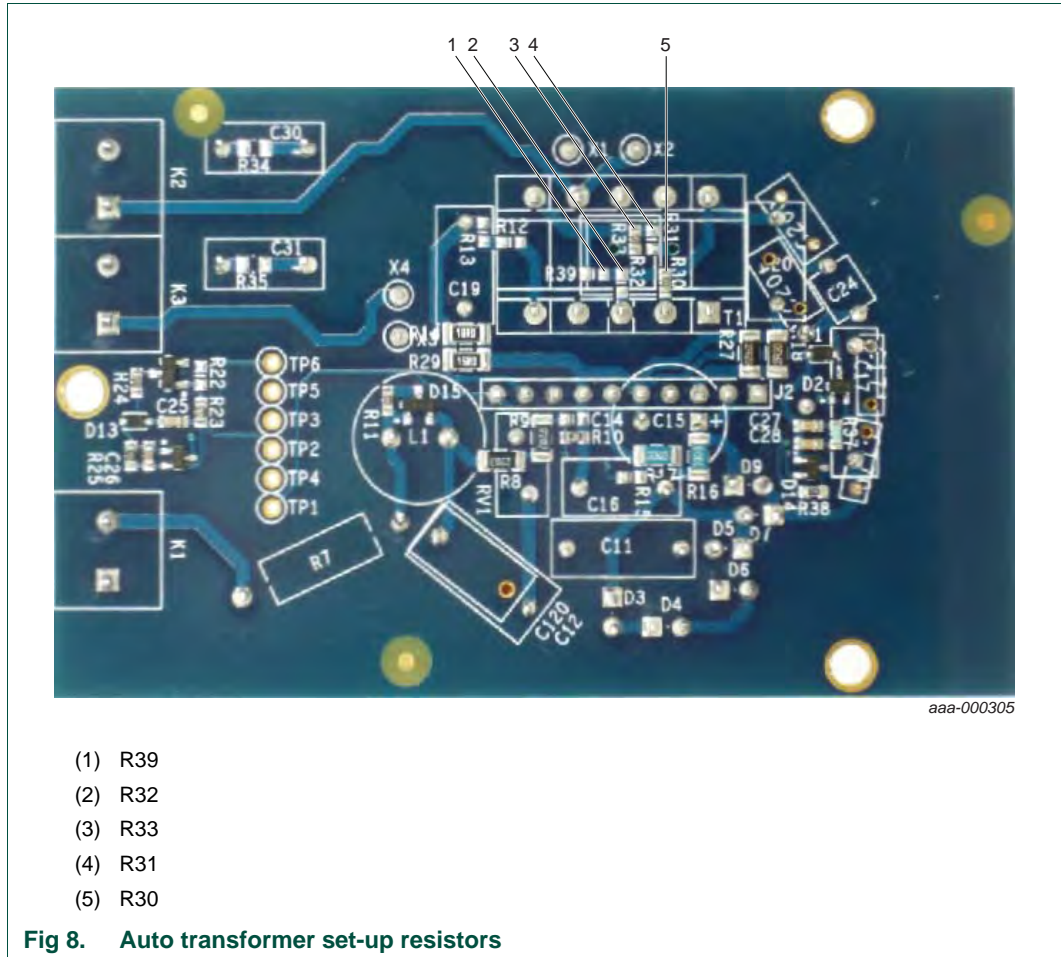 1 2 3 4 5
C30
R34
K2
X1
X2
C31
R35
K3
X4
R13
R12
R33
R31
R32
R30
R39
C19
T1
C24
R14
R29
R27
TP6
TP5
TP3
TP2
TP4
TP1
R24
R22
R23
C25
D13
R25
C26
D15
R11
L1
J2
D2
R9
C14
R10
C15
+
C27
C28
R8
RV1
C16
R15
R16
D9
D14
R38
K1
R7
C11
D5
D7
D6
D3
D4
C120
C12
aaa-000305
(1) R39
(2) R32
(3) R33
(4) R31
(5) R30
Fig 8. Auto transformer set-up resistors